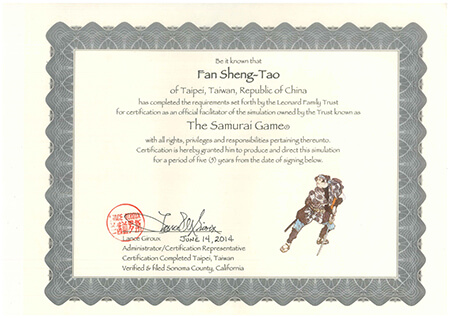 Be it known that
Fan Sheng-Tao
of Taipei, Taiwan, Republic of China
has completed the requirements set forth by the Leonard Family Trust
for certification as an official facilitator of the simulation owned by the Trust known as
The Samurai Game®
with all rights, privileges and responsibilities pertaining thereunto.
Certification is hereby granted him to produce and direct this simulation
for a period of five (5) years from the date of signing below.
Lance Giroux JUNE 14, 2014
Administrator/Certification Representative
Certification Completed Taipei, Taiwan
Verified & filed Sonoma County, California